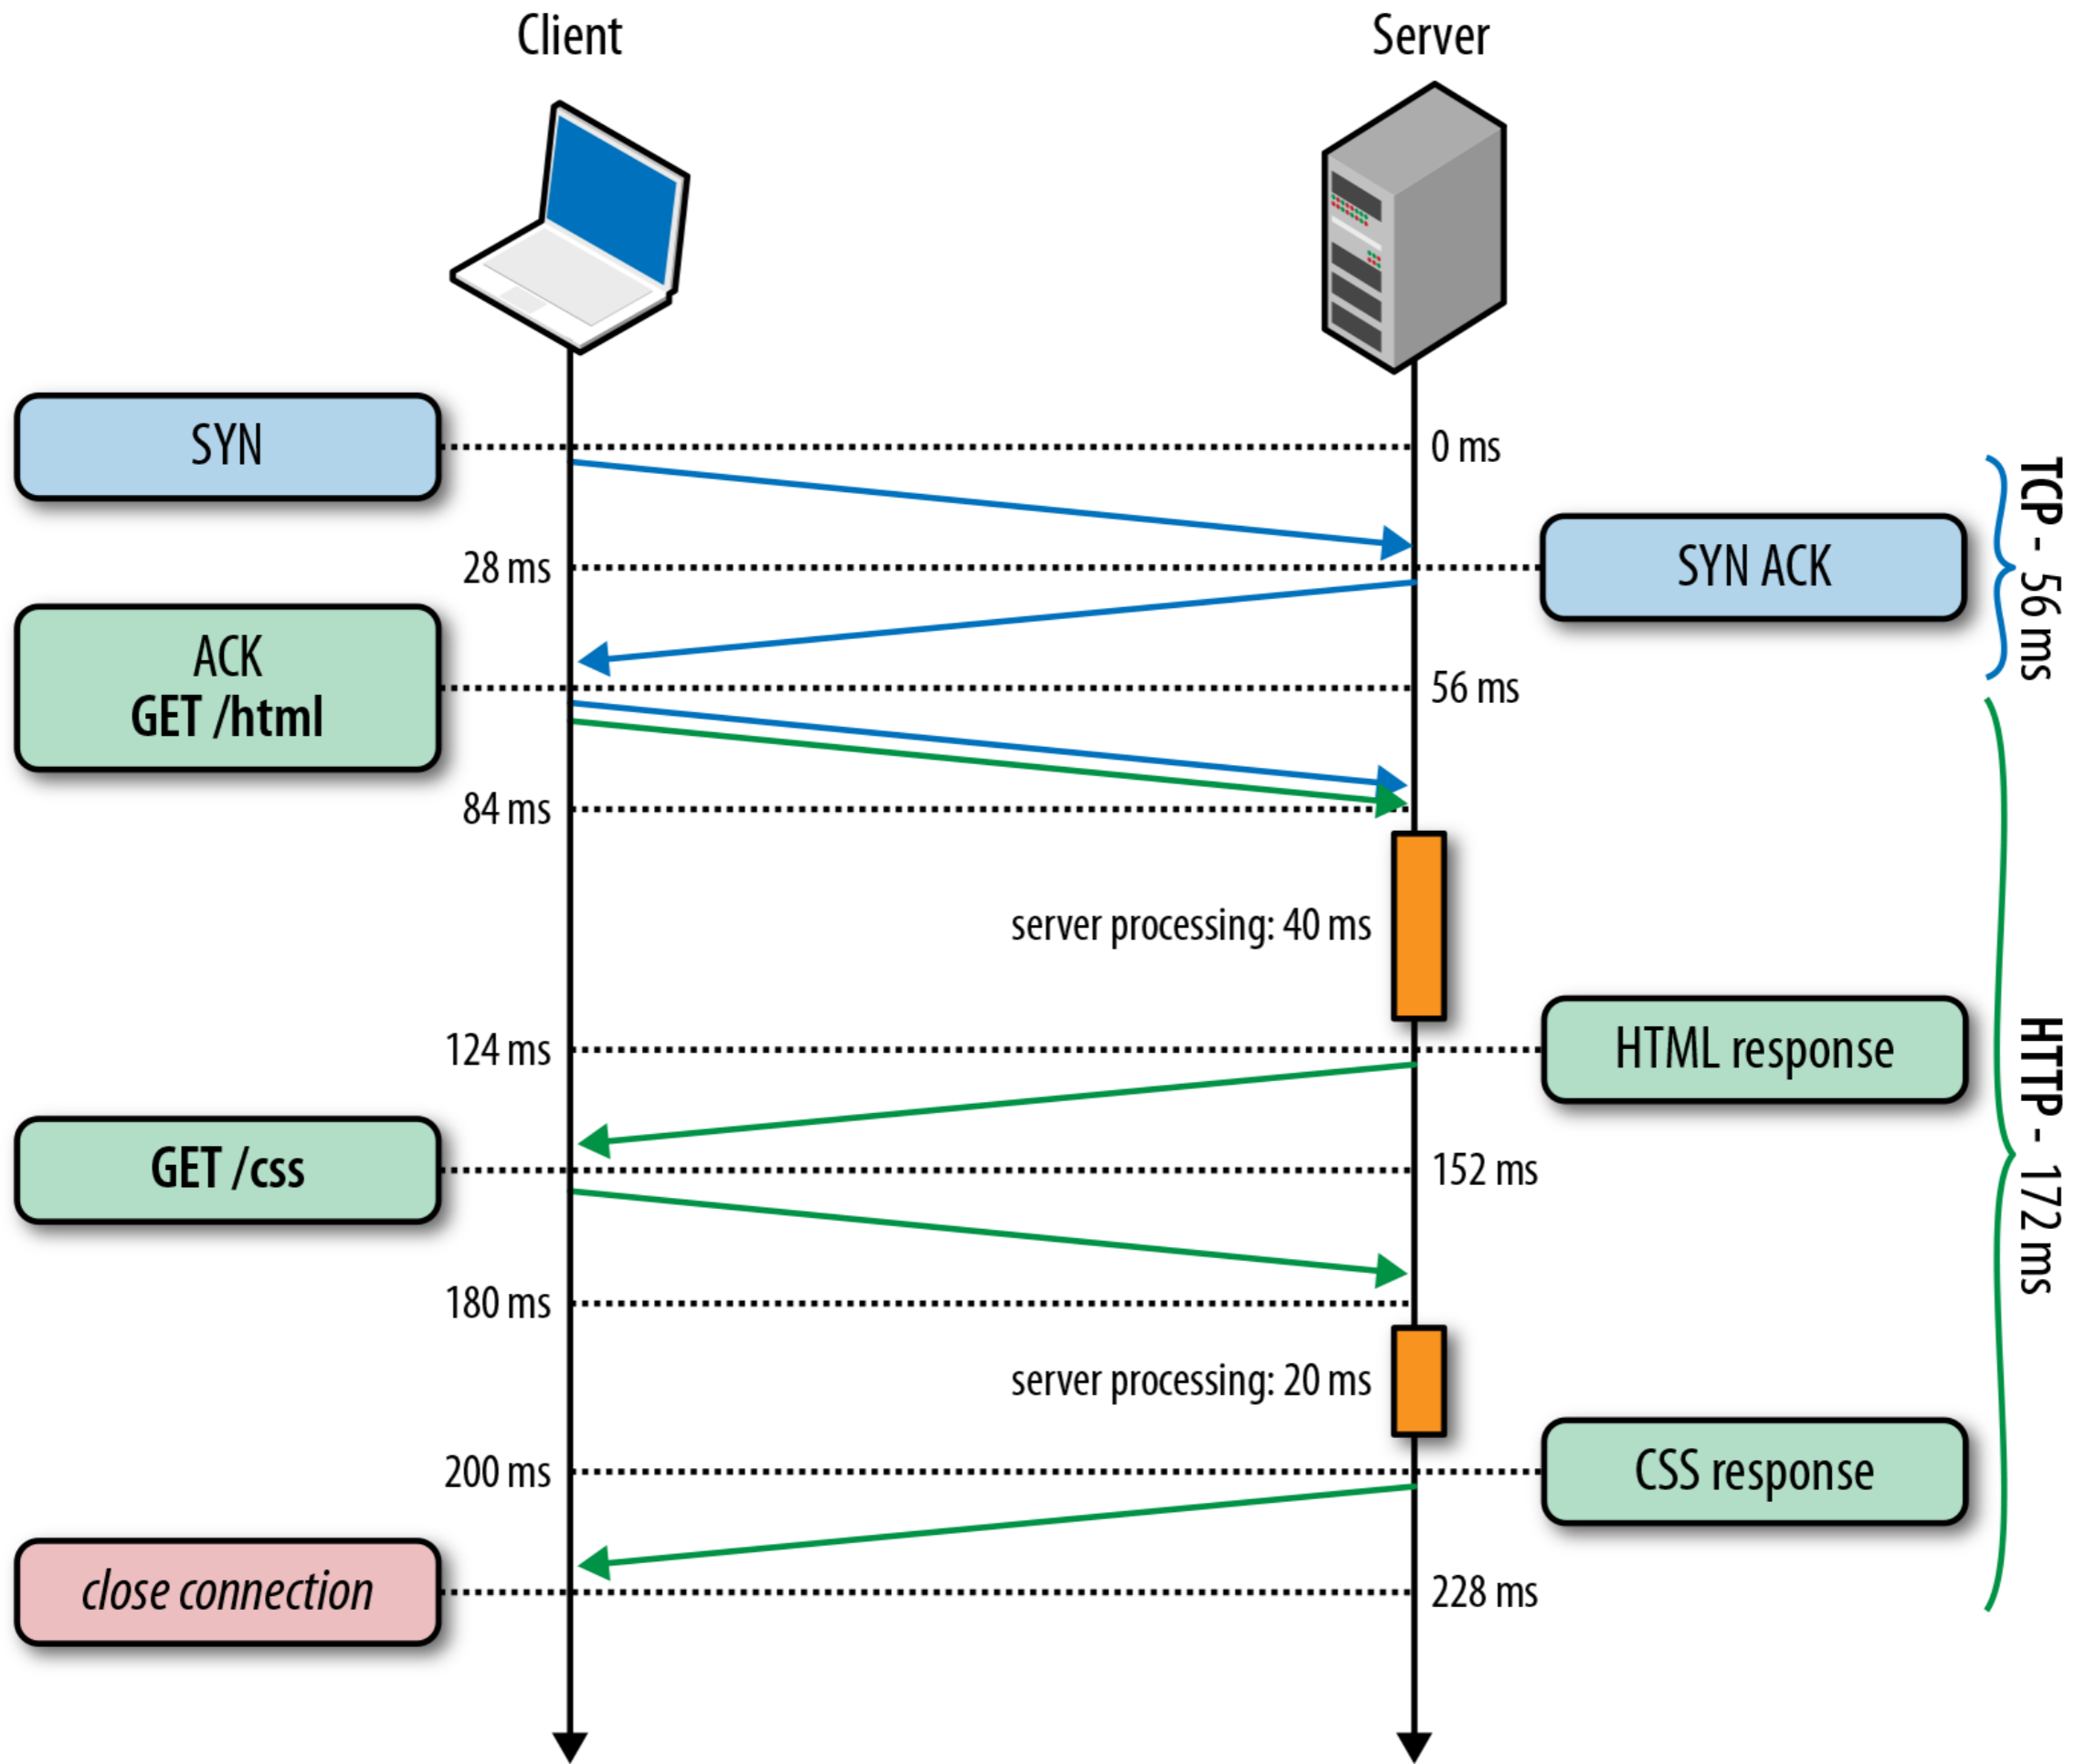 Client
Server
SYN
0 ms
28 ms
SYN ACK
TCP - 56 ms
ACK
GET /html
56 ms
84 ms
server processing: 40 ms
124 ms
HTML response
HTTP - 172 ms
GET /css
152 ms
180 ms
server processing: 20 ms
200 ms
CSS response
close connection
228 ms